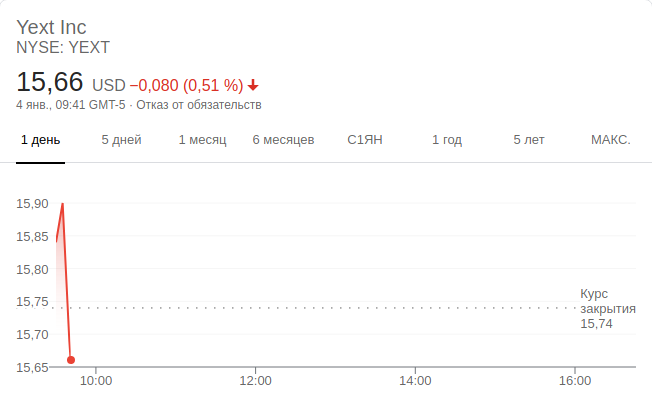 Yext Inc
NYSE: YEXT
15,66 USD −0,080 (0,51 %)
4 янв., 09:41 GMT-5 · Отказ от обязательств
1 день 5 дней 1 месяц 6 месяцев С1ЯН 1 год 5 лет МАКС.
15,90
15,85
15,80
15,75
15,70
15,65
Курс
закрытия
15,74
10:00 12:00 14:00 16:00